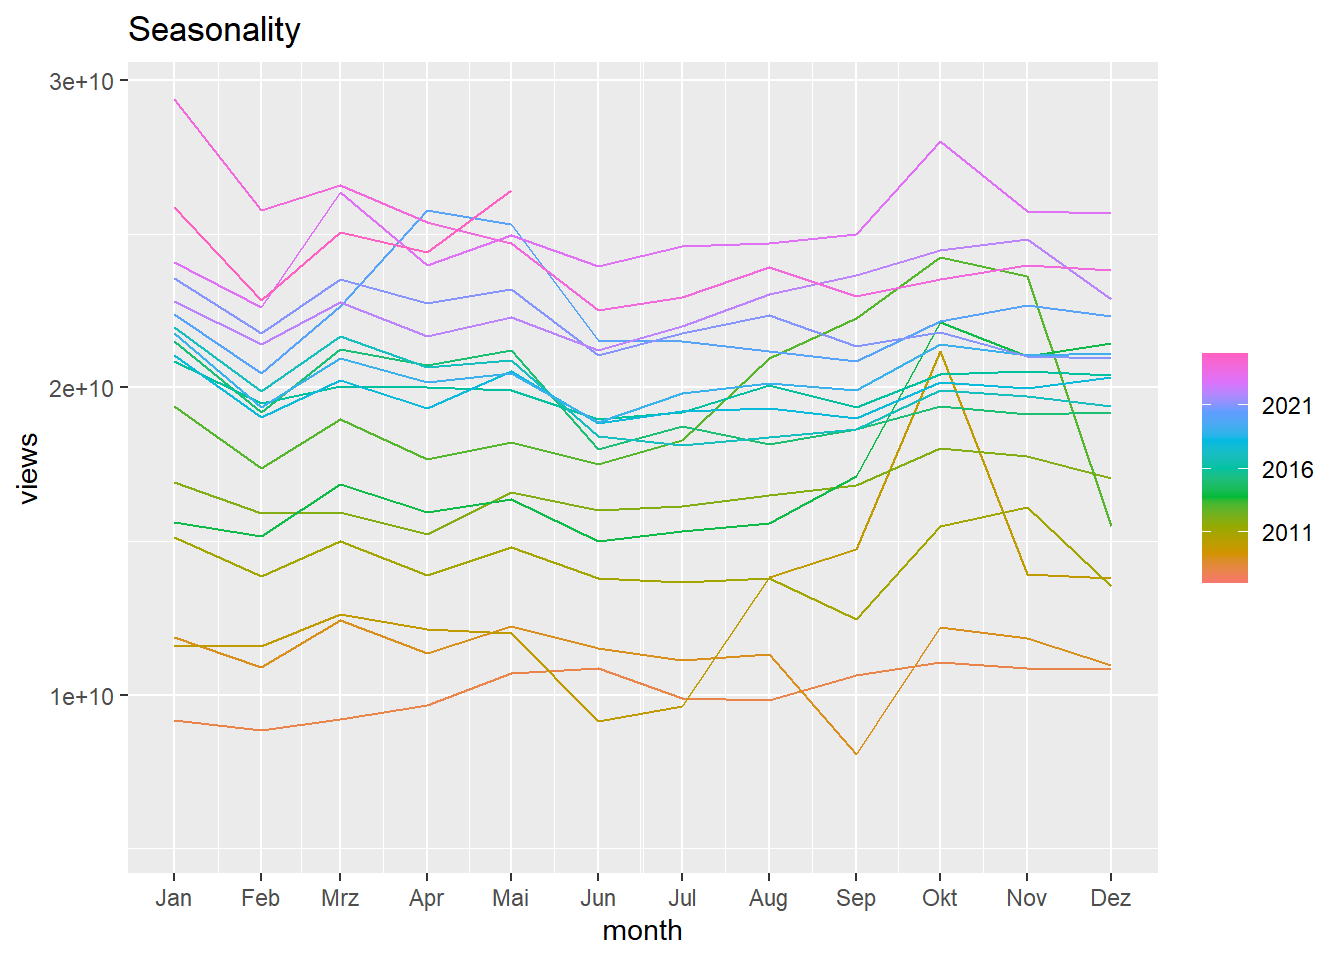 Seasonality
3e+10
2e+10
1e+10
views
Jan Feb Mrz Apr Mai Jun Jul Aug Sep Okt Nov Dez
month
2021
2016
2011